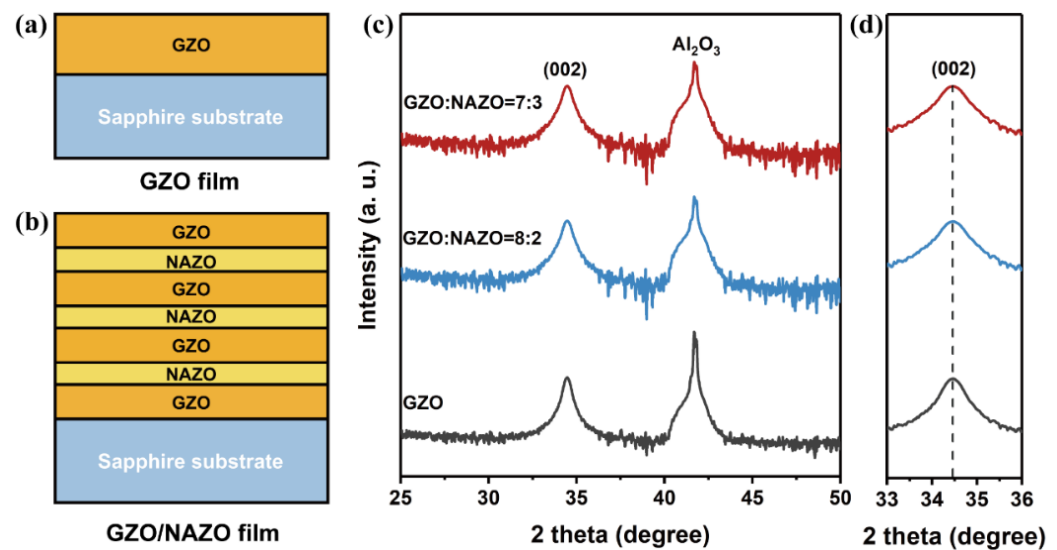 (a)
GZO
Sapphire substrate
GZO film
(b)
GZO
NAZO
GZO
NAZO
GZO
NAZO
GZO
Sapphire substrate
GZO/NAZO film
(c)
Al₂O₃
(002)
GZO:NAZO=7:3
GZO:NAZO=8:2
GZO
Intensity (a. u.)
25 30 35 40 45 50
2 theta (degree)
(d)
(002)
33 34 35 36
2 theta (degree)